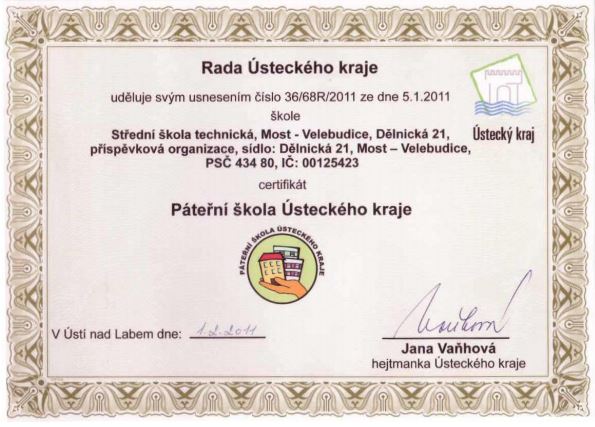 Rada Ústeckého kraje
uděluje svým usnesením číslo 36/68R/2011 ze dne 5.1.2011
škole
Střední škola technická, Most - Velebudice, Dělnická 21,
příspěvková organizace, sídlo: Dělnická 21, Most – Velebudice,
PSČ 434 80, IČ: 00125423
certifikát
Páteřní škola Ústeckého kraje
Ústecký kraj
PÁTEŘNÍ ŠKOLA ÚSTECKÉHO KRAJE
V Ústí nad Labem dne: 1.2.2011
Jana Vaňhová
hejtmanka Ústeckého kraje